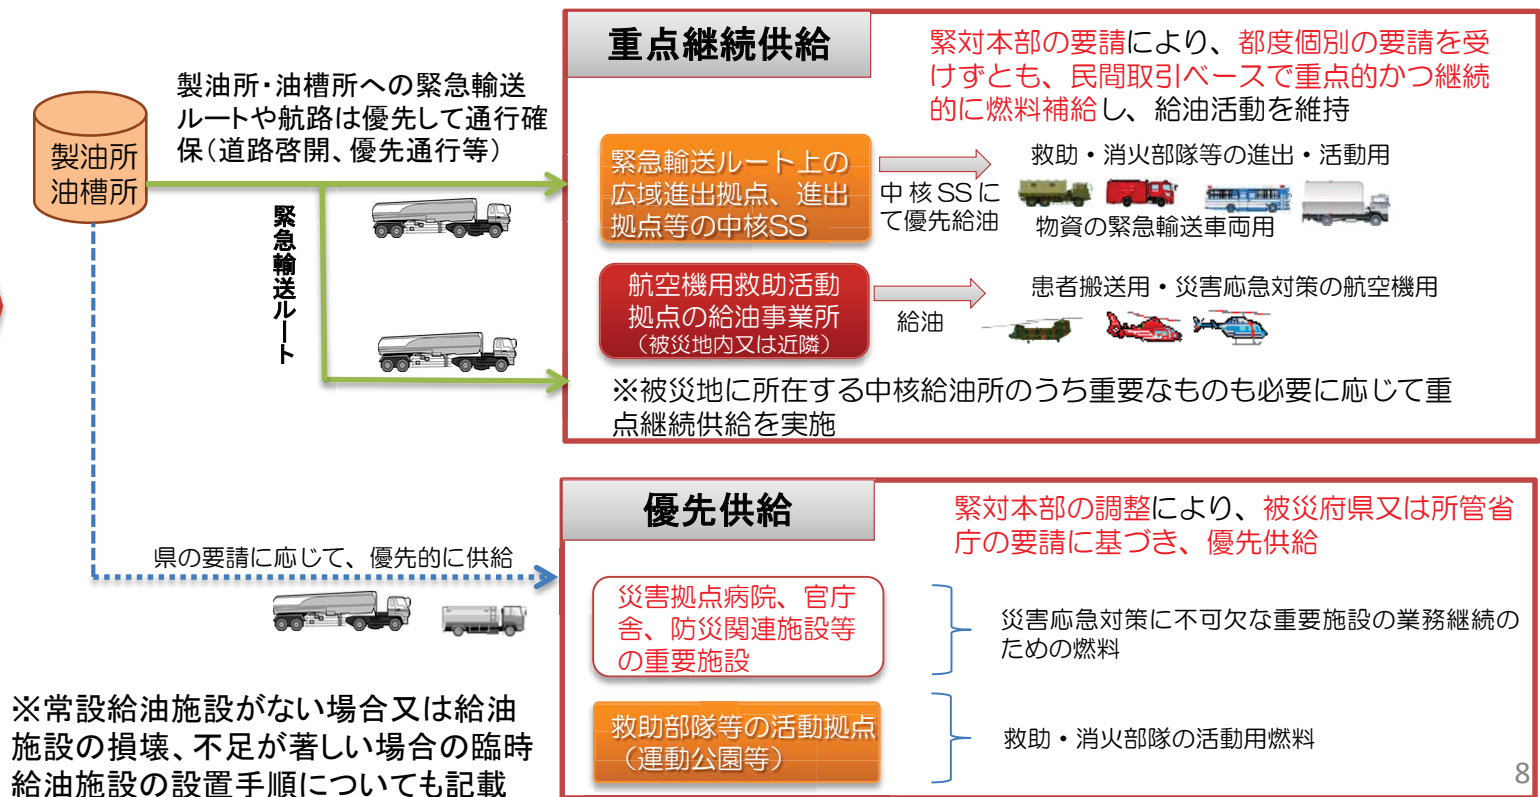 製油所
油槽所
製油所・油槽所への緊急輸送
ルートや航路は優先して通行確
保(道路啓開、優先通行等)
緊急輸送ルート
重点継続供給
緊対本部の要請により、都度個別の要請を受
けずとも、民間取引ベースで重点的かつ継続
的に燃料補給し、給油活動を維持
緊急輸送ルート上の
広域進出拠点、進出
拠点等の中核SS
中核SSに
て優先給油
救助・消火部隊等の進出・活動用
物資の緊急輸送車両用
航空機用救助活動
拠点の給油事業所
(被災地内又は近隣)
給油
患者搬送用・災害応急対策の航空機用
※被災地に所在する中核給油所のうち重要なものも必要に応じて重
点継続供給を実施
県の要請に応じて、優先的に供給
優先供給
緊対本部の調整により、被災府県又は所管省
庁の要請に基づき、優先供給
災害拠点病院、官庁
舎、防災関連施設等
の重要施設
災害応急対策に不可欠な重要施設の業務継続の
ための燃料
救助部隊等の活動拠点
(運動公園等)
救助・消火部隊の活動用燃料
※常設給油施設がない場合又は給油
施設の損壊、不足が著しい場合の臨時
給油施設の設置手順についても記載
8